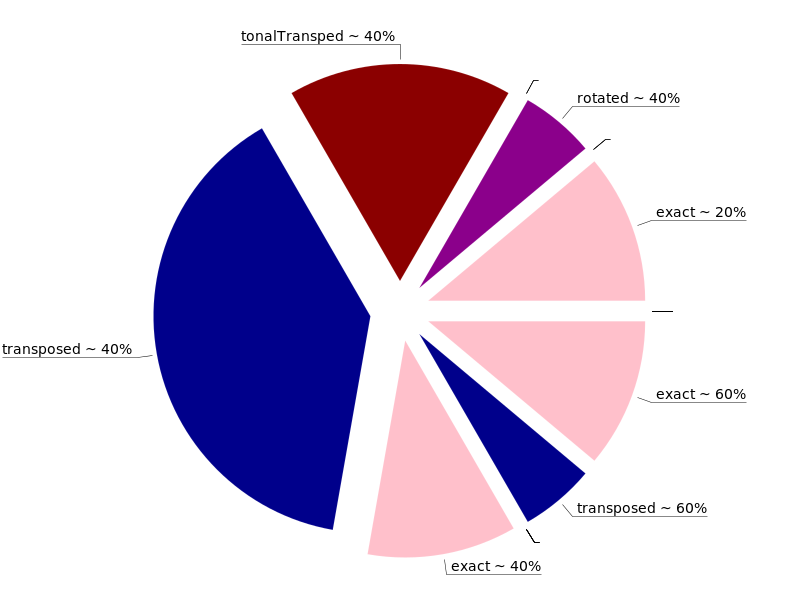 tonalTransped ~ 40%
rotated ~ 40%
exact ~ 20%
transposed ~ 40%
exact ~ 60%
transposed ~ 60%
exact ~ 40%